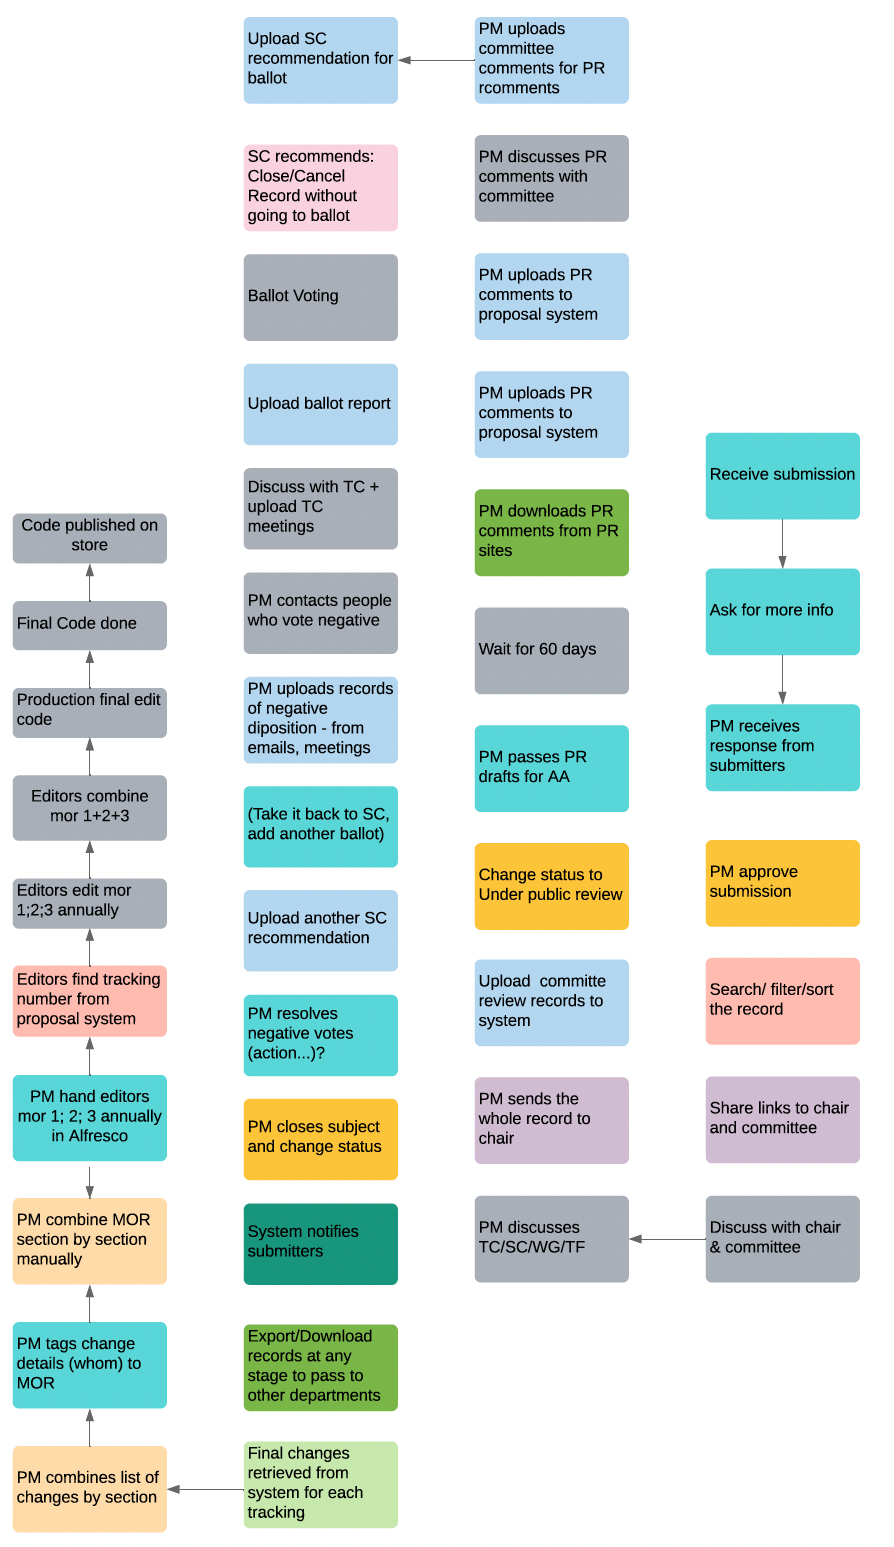 Upload SC
recommendation for
ballot
SC recommends:
Close/Cancel
Record without
going to ballot
Ballot Voting
Upload ballot report
Discuss with TC +
upload TC
meetings
PM contacts people
who vote negative
PM uploads records
of negative
diposition - from
emails, meetings
(Take it back to SC,
add another ballot)
Upload another SC
recommendation
PM resolves
negative votes
(action...)?
PM closes subject
and change status
System notifies
submitters
Export/Download
records at any
stage to pass to
other departments
Final changes
retrieved from
system for each
tracking
PM uploads
committee
comments for PR
rcomments
PM discusses PR
comments with
committee
PM uploads PR
comments to
proposal system
PM uploads PR
comments to
proposal system
PM downloads PR
comments from PR
sites
Wait for 60 days
PM passes PR
drafts for AA
Change status to
Under public review
Upload  committe
review records to
system
PM sends the
whole record to
chair
PM discusses
TC/SC/WG/TF
Receive submission
Ask for more info
PM receives
response from
submitters
PM approve
submission
Search/ filter/sort
the record
Share links to chair
and committee
Discuss with chair
& committee
Code published on
store
Final Code done
Production final edit
code
Editors combine
mor 1+2+3
Editors edit mor
1;2;3 annually
Editors find tracking
number from
proposal system
PM hand editors
mor 1; 2; 3 annually
in Alfresco
PM combine MOR
section by section
manually
PM tags change
details (whom) to
MOR
PM combines list of
changes by section